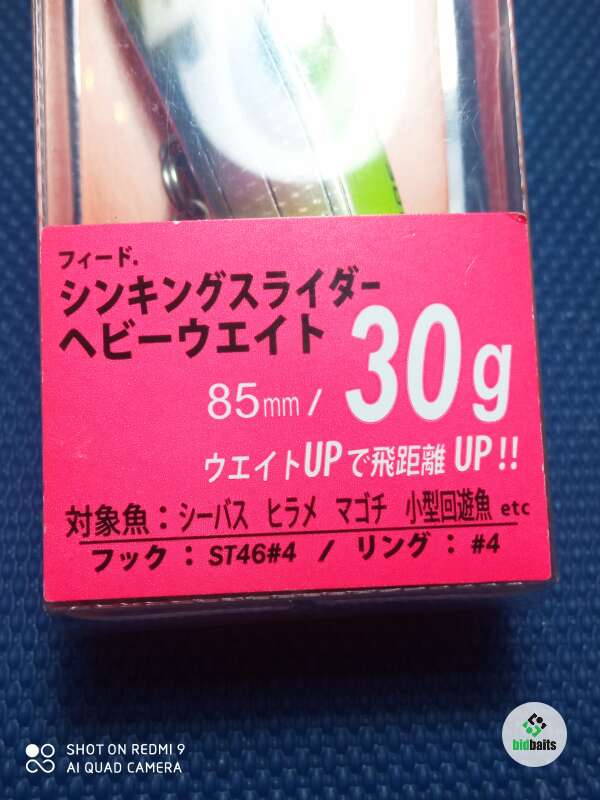 フィード.
シンキングスライダー
ヘビーウエイト
85mm / 30g
ウエイトUPで飛距離 UP!!
対象魚：シーバス ヒラメ マゴチ 小型回遊魚 etc
フック：ST46#4 / リング：#4
bidbaits
SHOT ON REDMI 9
AI QUAD CAMERA